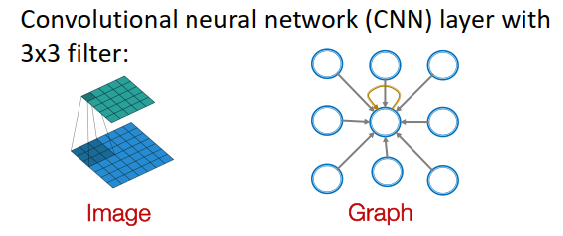 Convolutional neural network (CNN) layer with
3x3 filter:
Image
Graph